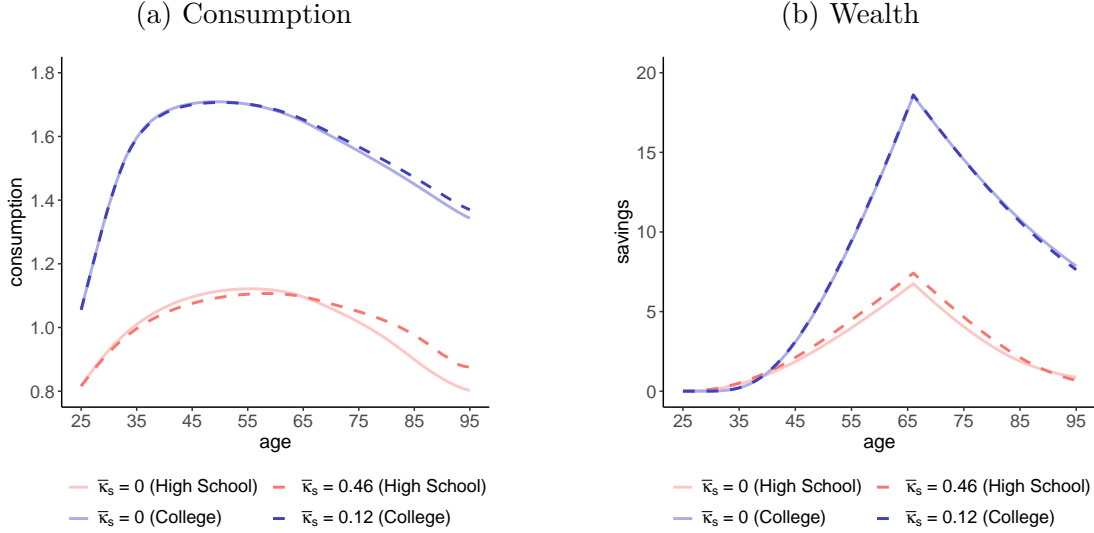 (a) Consumption
1.8
1.6
1.4
1.2
1.0
0.8
consumption
25 35 45 55 65 75 85 95
age
κ̅ₛ = 0 (High School) κ̅ₛ = 0.46 (High School)
κ̅ₛ = 0 (College) κ̅ₛ = 0.12 (College)
(b) Wealth
20
15
10
5
0
savings
25 35 45 55 65 75 85 95
age
κ̅ₛ = 0 (High School) κ̅ₛ = 0.46 (High School)
κ̅ₛ = 0 (College) κ̅ₛ = 0.12 (College)